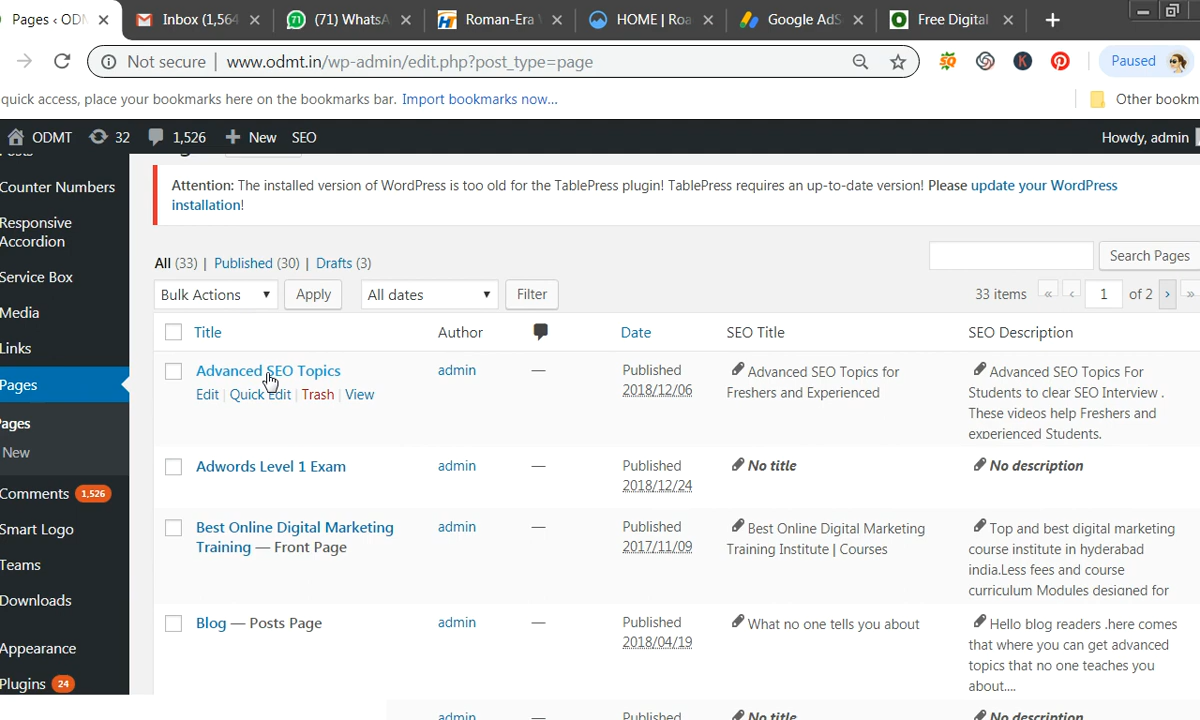 Pages ‹ OD
Inbox (1,564
(71) WhatsA
Roman-Era
HOME | Roa
Google AdS
Free Digital
Not secure | www.odmt.in/wp-admin/edit.php?post_type=page
Paused
quick access, place your bookmarks here on the bookmarks bar. Import bookmarks now...
Other bookm
ODMT 32 1,526 + New SEO
Howdy, admin
Counter Numbers
Responsive
Accordion
Service Box
Media
Links
Pages
Pages
New
Comments 1,526
Smart Logo
Teams
Downloads
Appearance
Plugins 24
Attention: The installed version of WordPress is too old for the TablePress plugin! TablePress requires an up-to-date version! Please update your WordPress
installation!
All (33) | Published (30) | Drafts (3)
Search Pages
Bulk Actions Apply All dates Filter
33 items « ‹ 1 of 2 › »
Title Author Date SEO Title SEO Description
Advanced SEO Topics
Edit | Quick Edit | Trash | View
admin
—
Published
2018/12/06
Advanced SEO Topics for
Freshers and Experienced
Advanced SEO Topics For
Students to clear SEO Interview .
These videos help Freshers and
experienced Students.
Adwords Level 1 Exam
admin
—
Published
2018/12/24
No title
No description
Best Online Digital Marketing
Training — Front Page
admin
—
Published
2017/11/09
Best Online Digital Marketing
Training Institute | Courses
Top and best digital marketing
course institute in hyderabad
india.Less fees and course
curriculum Modules designed for
Blog — Posts Page
admin
—
Published
2018/04/19
What no one tells you about
Hello blog readers .here comes
that where you can get advanced
topics that no one teaches you
about....
admin
—
Published
No title
No description